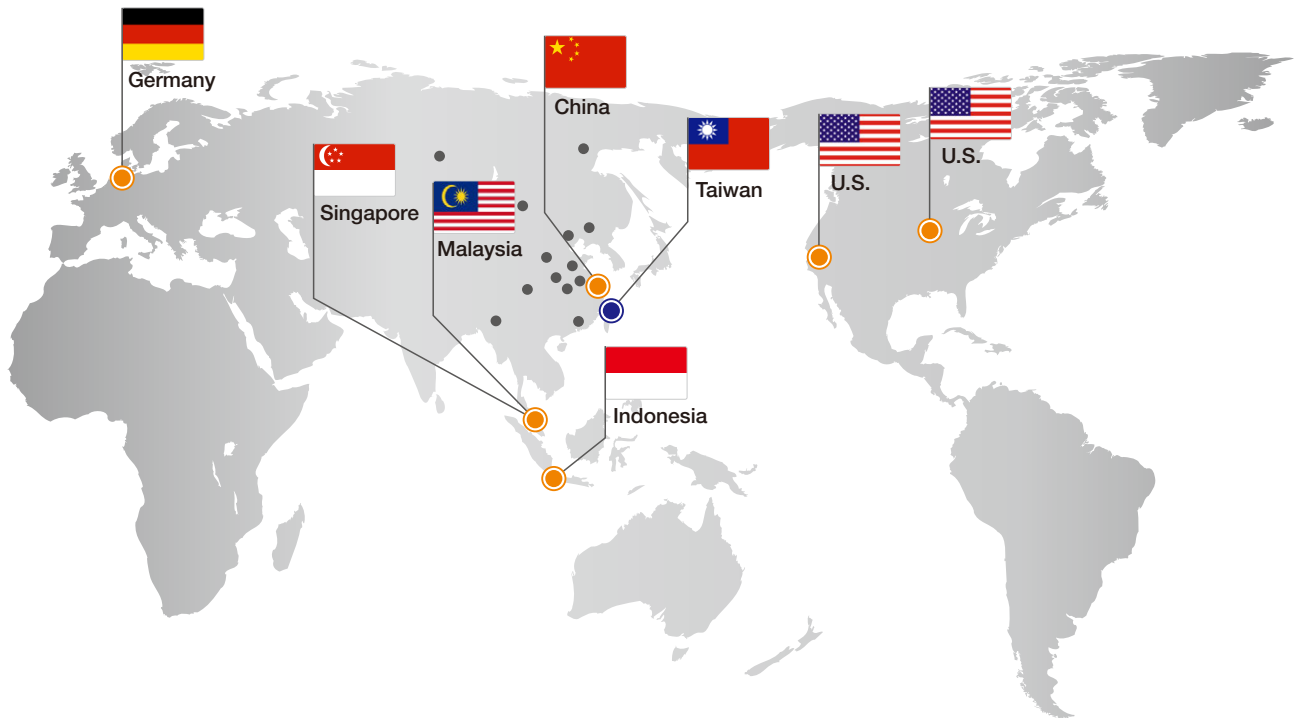 Germany
China
U.S.
U.S.
Taiwan
Singapore
Malaysia
Indonesia